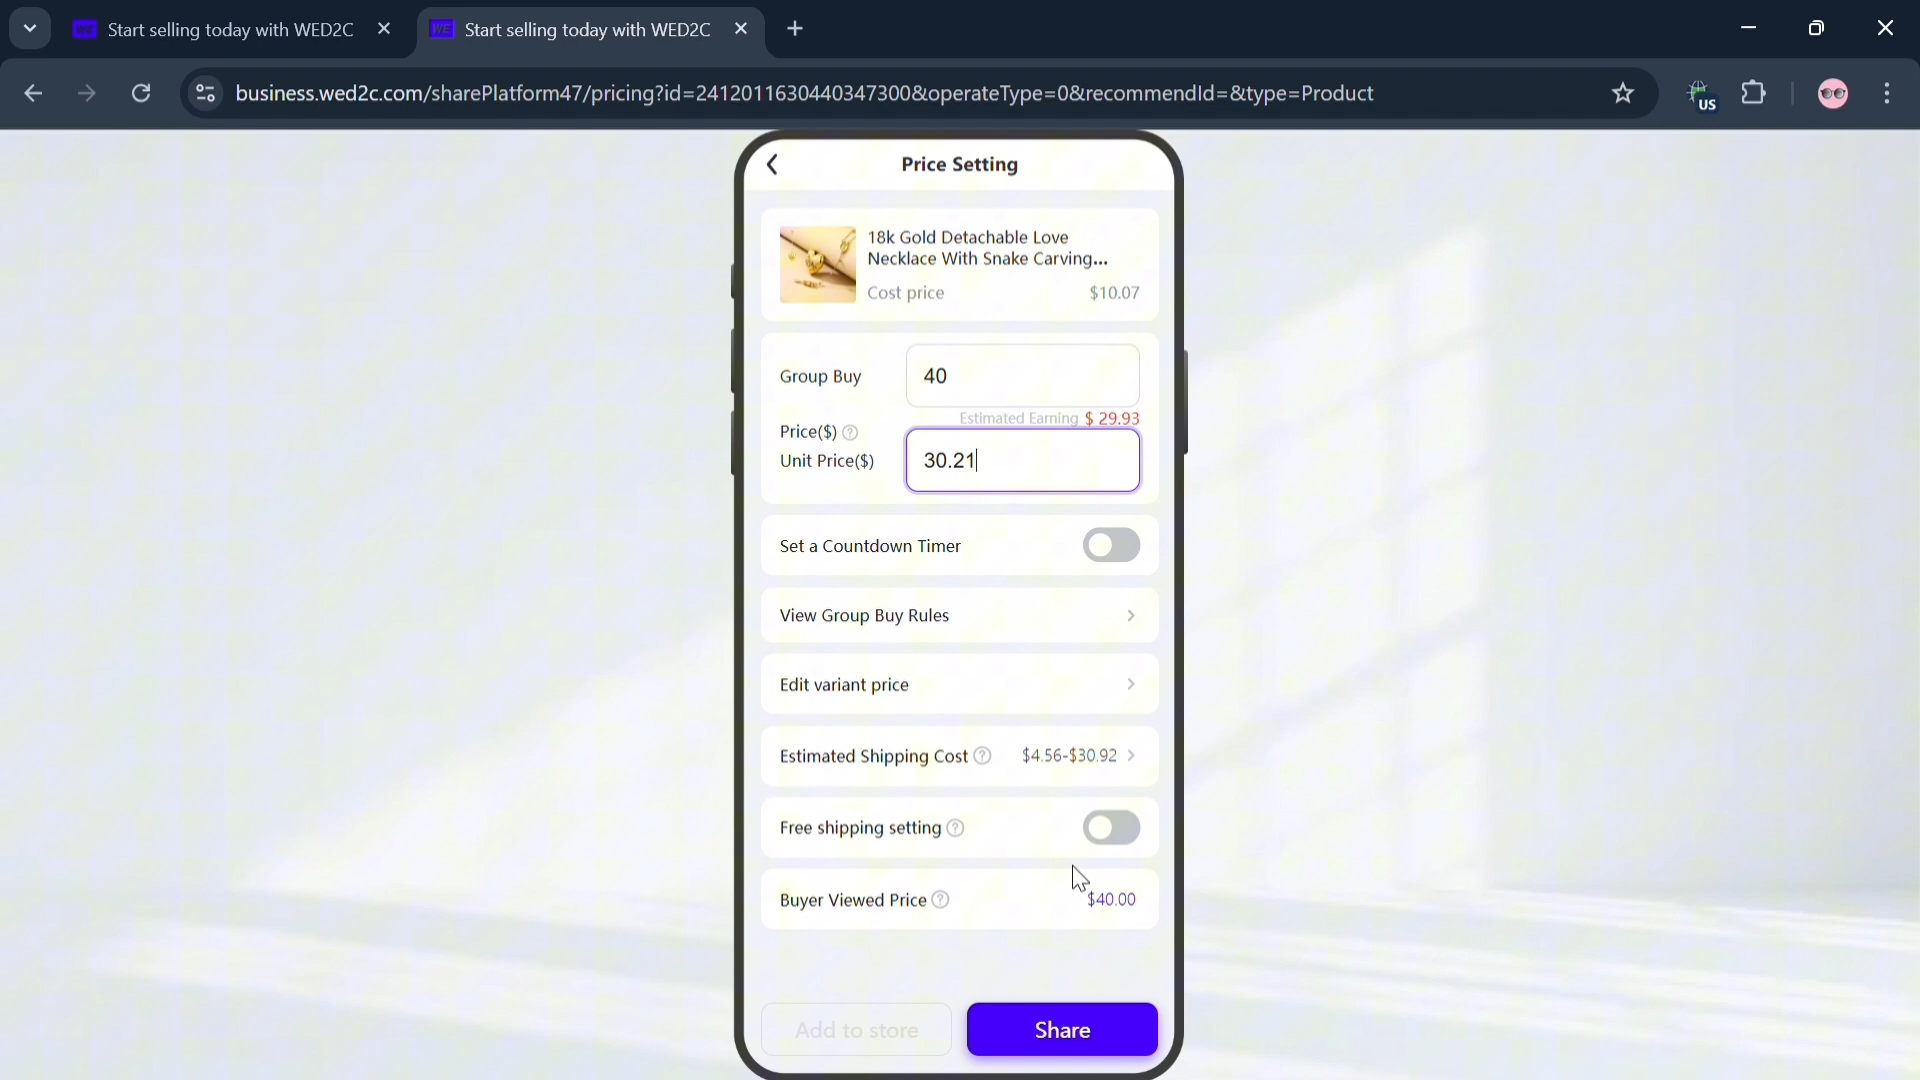 Start selling today with WED2C
Start selling today with WED2C
business.wed2c.com/sharePlatform47/pricing?id=2412011630440347300&operateType=0&recommendId=&type=Product
US
Price Setting
18k Gold Detachable Love
Necklace With Snake Carving...
Cost price $10.07
Group Buy 40
Estimated Earning $ 29.93
Price($) ?
Unit Price($) 30.21
Set a Countdown Timer
View Group Buy Rules
Edit variant price
Estimated Shipping Cost ? $4.56-$30.92
Free shipping setting ?
Buyer Viewed Price ? $40.00
Add to store Share